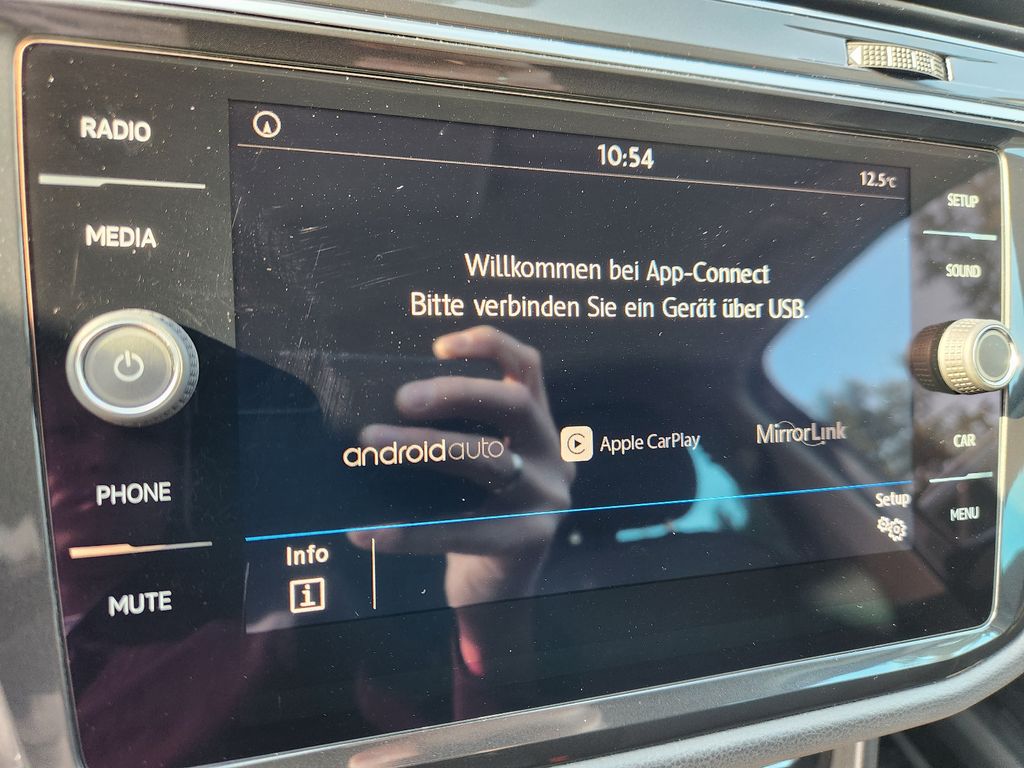 RADIO
MEDIA
PHONE
MUTE
10:54
12.5°C
Willkommen bei App-Connect
Bitte verbinden Sie ein Gerät über USB.
androidauto
Apple CarPlay
MirrorLink
Info
i
Setup
SETUP
SOUND
CAR
MENU